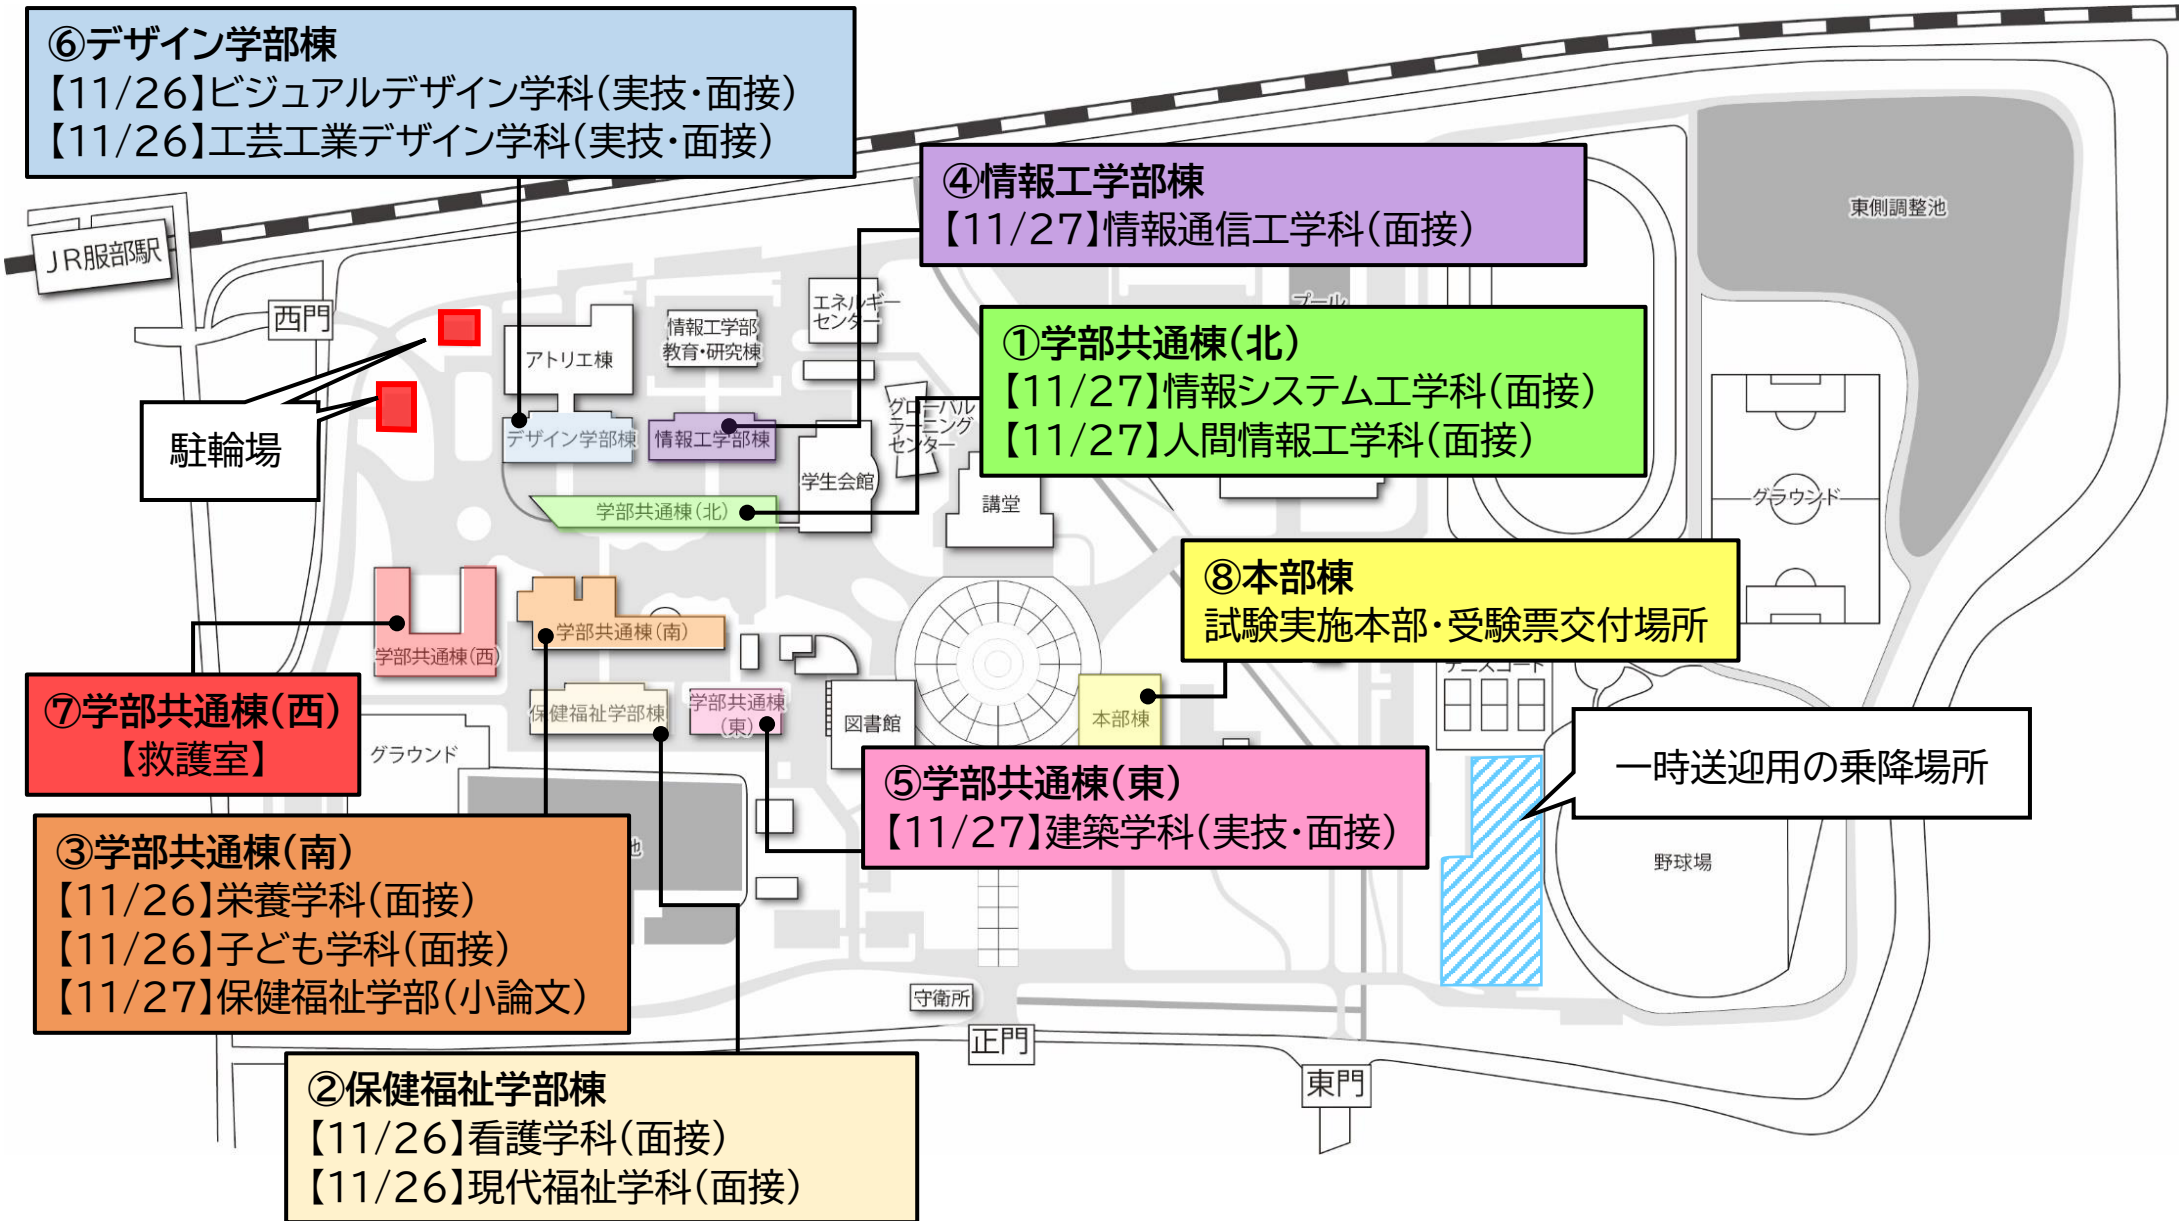 ⑥デザイン学部棟
【11/26】ビジュアルデザイン学科(実技・面接)
【11/26】工芸工業デザイン学科(実技・面接)
④情報工学部棟
【11/27】情報通信工学科(面接)
東側調整池
JR服部駅
西門
エネルギー
センター
プール
情報工学部
教育・研究棟
アトリエ棟
①学部共通棟(北)
【11/27】情報システム工学科(面接)
【11/27】人間情報工学科(面接)
駐輪場
デザイン学部棟
情報工学部棟
グローバル
ラーニング
センター
学生会館
学部共通棟(北)
講堂
グラウンド
⑧本部棟
試験実施本部・受験票交付場所
学部共通棟(西)
学部共通棟(南)
テニスコート
⑦学部共通棟(西)
【救護室】
保健福祉学部棟
学部共通棟
(東)
図書館
本部棟
グラウンド
一時送迎用の乗降場所
⑤学部共通棟(東)
【11/27】建築学科(実技・面接)
池
野球場
③学部共通棟(南)
【11/26】栄養学科(面接)
【11/26】子ども学科(面接)
【11/27】保健福祉学部(小論文)
守衛所
正門
東門
②保健福祉学部棟
【11/26】看護学科(面接)
【11/26】現代福祉学科(面接)